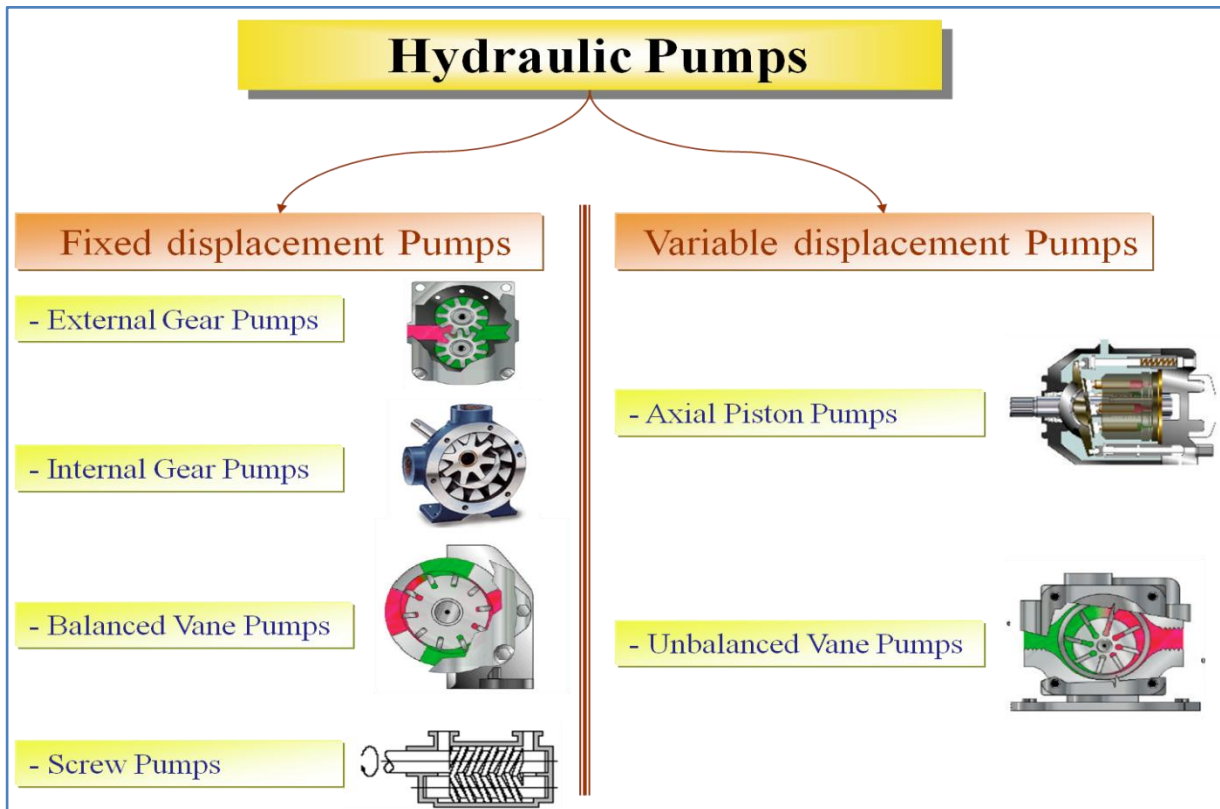 Hydraulic Pumps
Fixed displacement Pumps
- External Gear Pumps
- Internal Gear Pumps
- Balanced Vane Pumps
- Screw Pumps
Variable displacement Pumps
- Axial Piston Pumps
- Unbalanced Vane Pumps